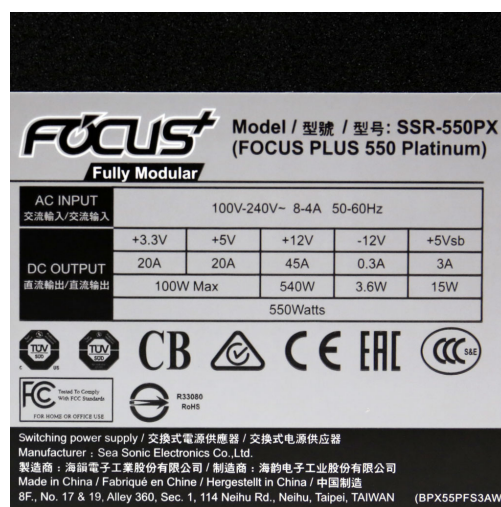 FOCUS+
Fully Modular
Model / 型號 / 型号: SSR-550PX
(FOCUS PLUS 550 Platinum)
AC INPUT
交流輸入/交流输入
100V-240V~ 8-4A 50-60Hz
DC OUTPUT
直流輸出/直流输出
+3.3V +5V +12V -12V +5Vsb
20A 20A 45A 0.3A 3A
100W Max 540W 3.6W 15W
550Watts
TÜV SÜD
C US
TÜV SÜD
CB
CE
EAC
CCC S&E
FC Tested To Comply
With FCC Standards
FOR HOME OR OFFICE USE
R33080
RoHS
Switching power supply / 交換式電源供應器 / 交换式电源供应器
Manufacturer : Sea Sonic Electronics Co.,Ltd.
製造商 : 海韻電子工業股份有限公司 / 制造商 : 海韵电子工业股份有限公司
Made in China / Fabriqué en Chine / Hergestellt in China / 中国制造
8F., No. 17 & 19, Alley 360, Sec. 1, 114 Neihu Rd., Neihu, Taipei, TAIWAN (BPX55PFS3AW